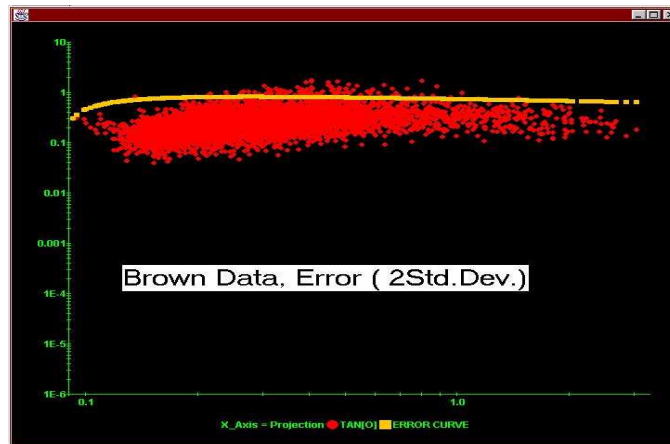 10
1
0.1
0.01
0.001
1E-4
1E-5
1E-6
Brown Data, Error ( 2Std.Dev.)
0.1
1.0
X_Axis = Projection TAN[O] ERROR CURVE